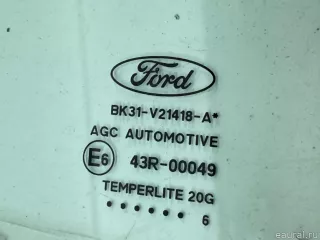 Ford
BK31-V21418-A*
AGC AUTOMOTIVE
E6 43R-00049
TEMPERLITE 20G
• • • • • • 6
eaural.ru